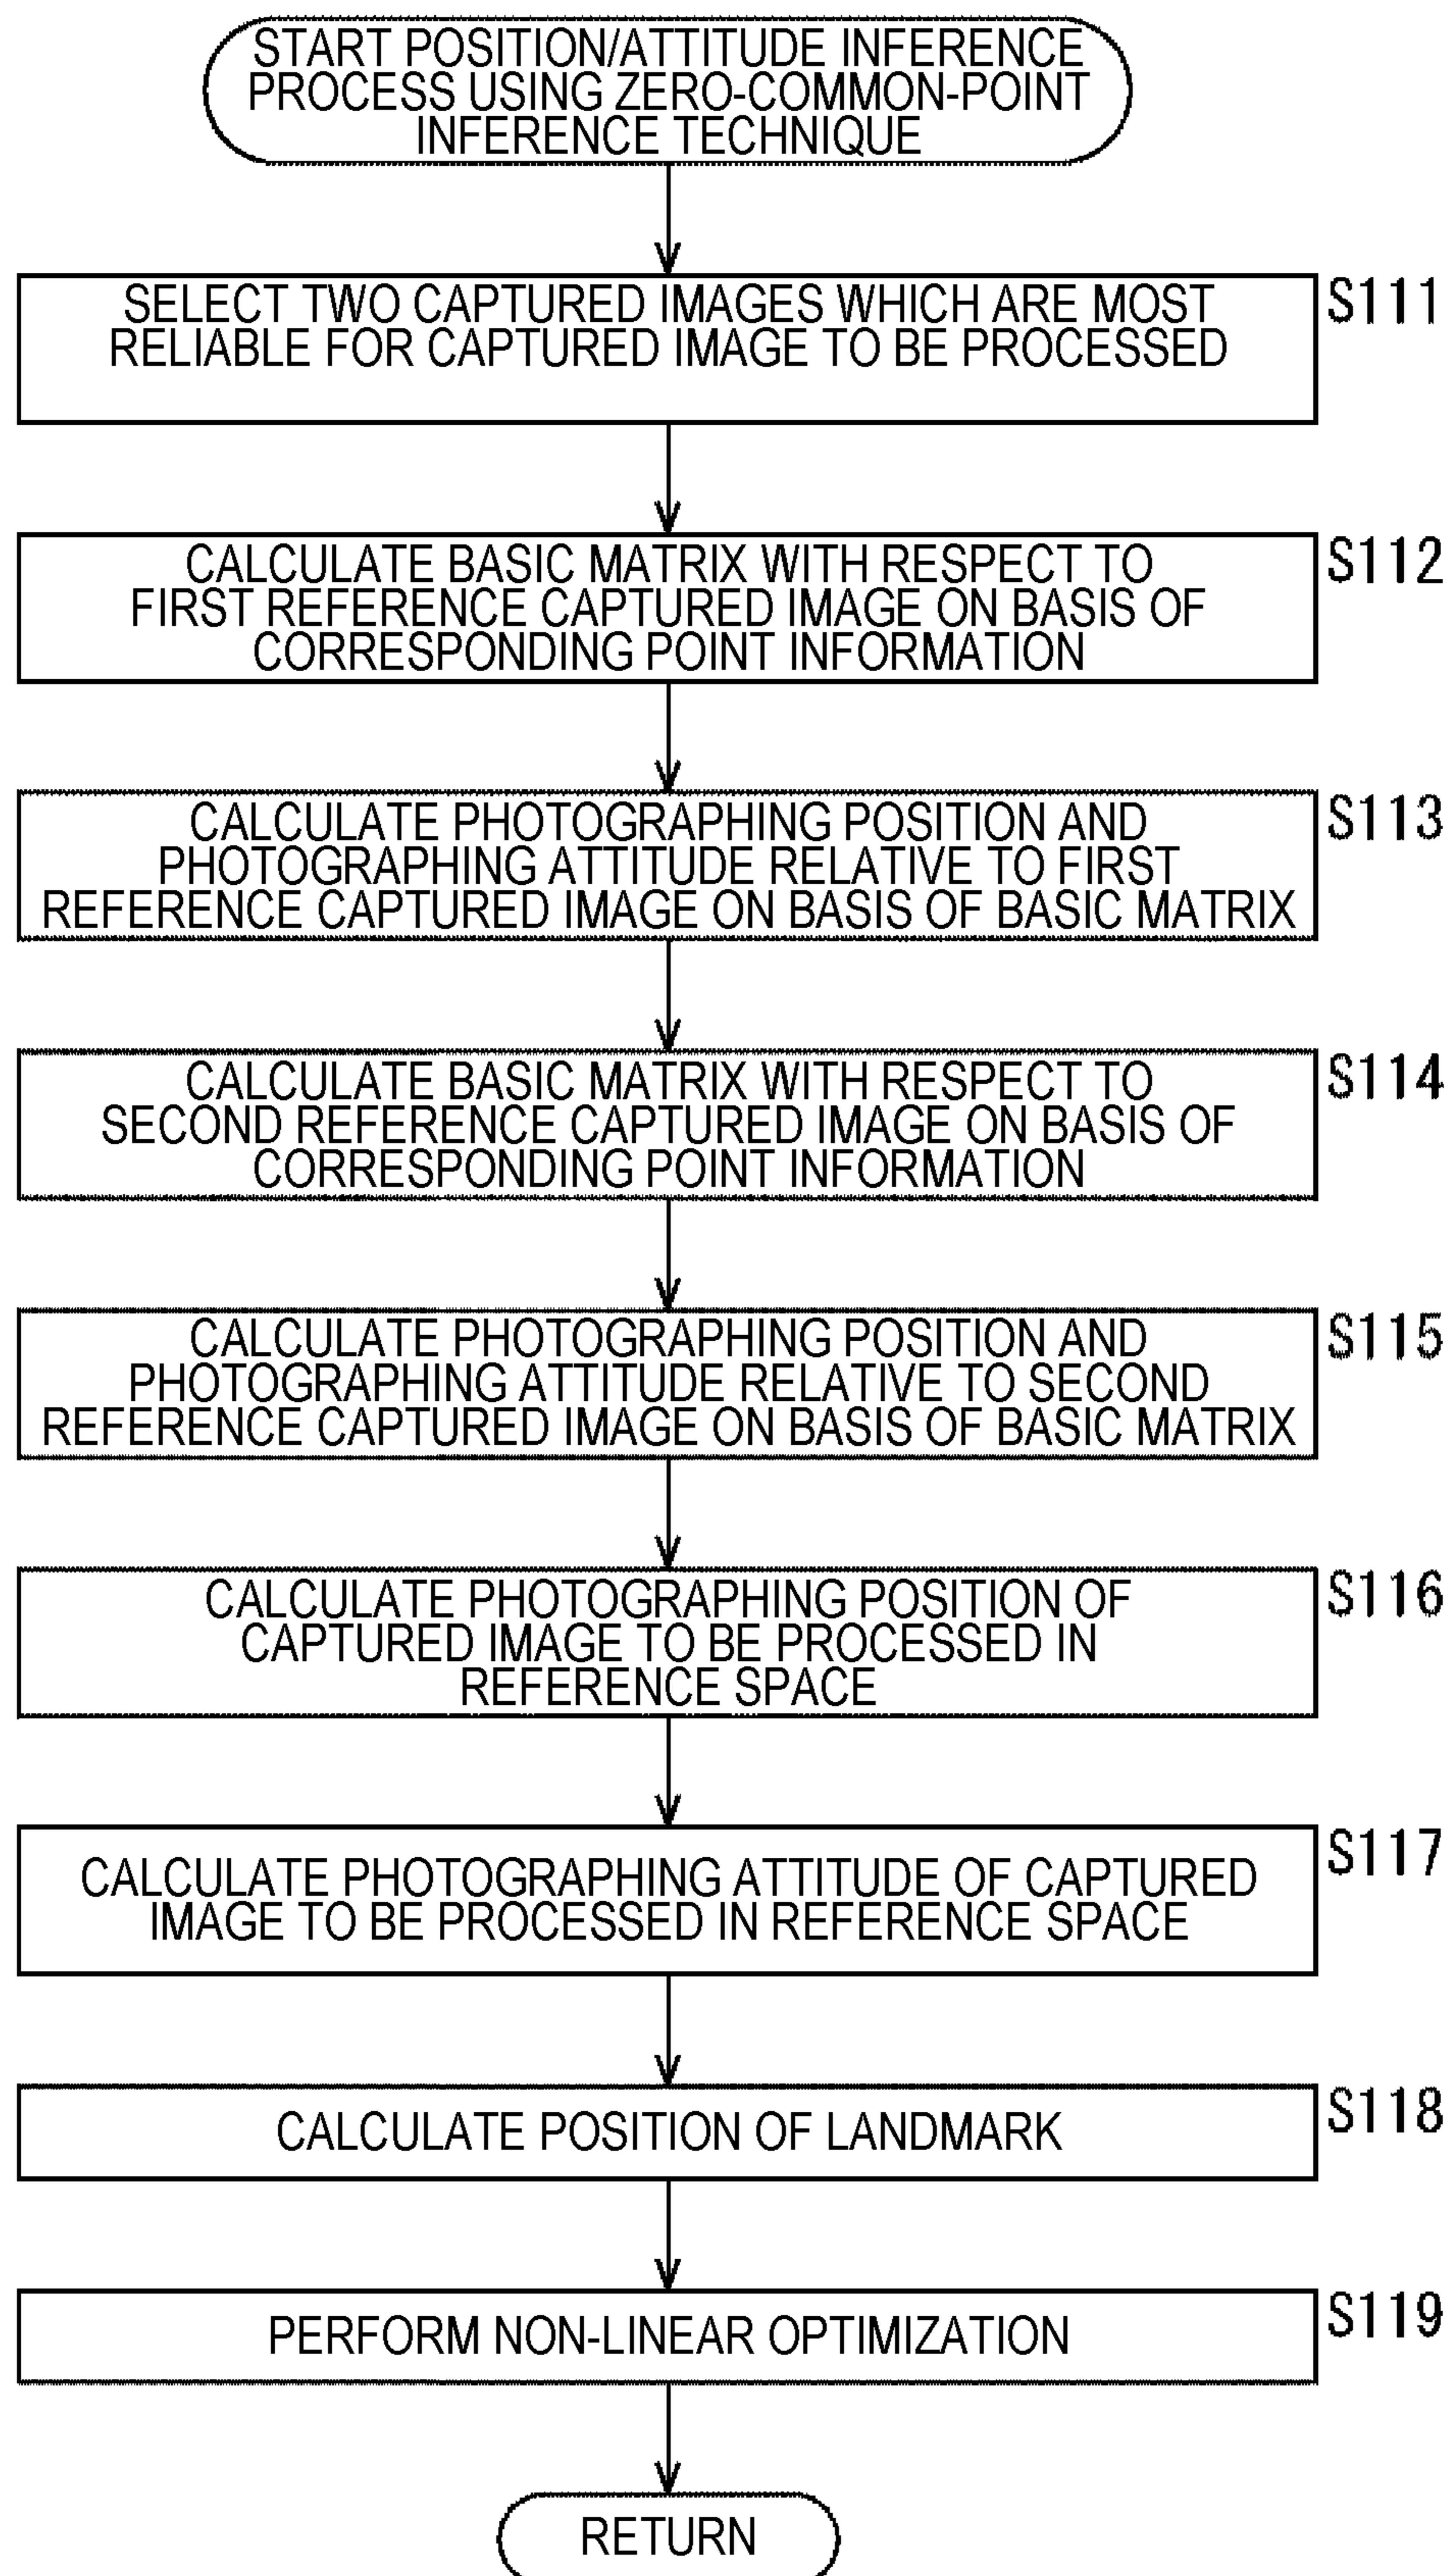 START POSITION/ATTITUDE INFERENCE
PROCESS USING ZERO-COMMON-POINT
INFERENCE TECHNIQUE
S111
SELECT TWO CAPTURED IMAGES WHICH ARE MOST
RELIABLE FOR CAPTURED IMAGE TO BE PROCESSED
S112
CALCULATE BASIC MATRIX WITH RESPECT TO
FIRST REFERENCE CAPTURED IMAGE ON BASIS OF
CORRESPONDING POINT INFORMATION
S113
CALCULATE PHOTOGRAPHING POSITION AND
PHOTOGRAPHING ATTITUDE RELATIVE TO FIRST
REFERENCE CAPTURED IMAGE ON BASIS OF BASIC MATRIX
S114
CALCULATE BASIC MATRIX WITH RESPECT TO
SECOND REFERENCE CAPTURED IMAGE ON BASIS OF
CORRESPONDING POINT INFORMATION
S115
CALCULATE PHOTOGRAPHING POSITION AND
PHOTOGRAPHING ATTITUDE RELATIVE TO SECOND
REFERENCE CAPTURED IMAGE ON BASIS OF BASIC MATRIX
S116
CALCULATE PHOTOGRAPHING POSITION OF
CAPTURED IMAGE TO BE PROCESSED IN
REFERENCE SPACE
S117
CALCULATE PHOTOGRAPHING ATTITUDE OF CAPTURED
IMAGE TO BE PROCESSED IN REFERENCE SPACE
S118
CALCULATE POSITION OF LANDMARK
S119
PERFORM NON-LINEAR OPTIMIZATION
RETURN